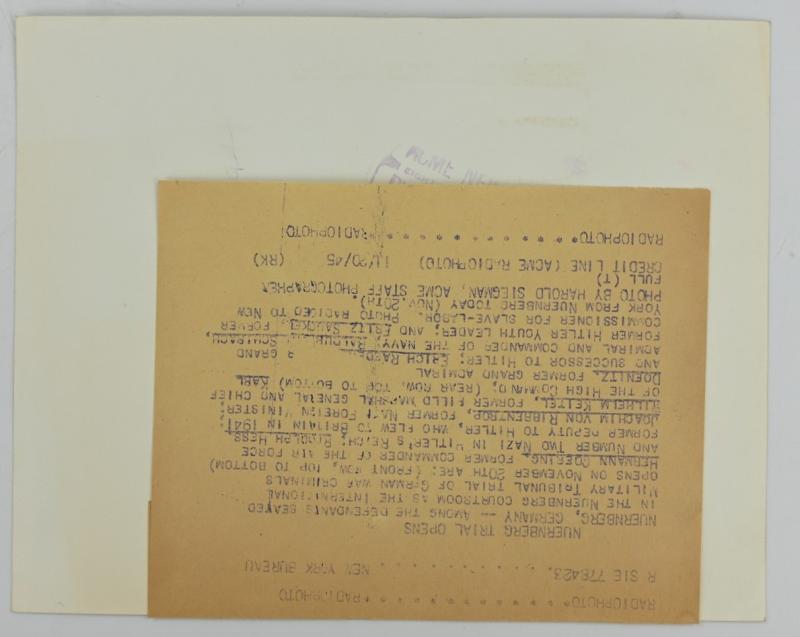 RADIOPHOTO . . . . . . . . . . . . . RADIOPHOTO
R SIE 778423. . . . . . . . . . . NEW YORK BUREAU
NUERNBERG TRIAL OPENS
NUERNBERG, GERMANY, -- AMONG THE DEFENDANTS SEATED
IN THE NUERNBERG COURTROOM AS THE INTERNATIONAL
MILITARY TRIBUNAL TRIAL OF GERMAN WAR CRIMINALS
OPENS ON NOVEMBER 20TH ARE: (FRONT ROW, TOP TO BOTTOM)
HERMANN GOERING, FORMER COMMANDER OF THE AIR FORCE
AND NUMBER TWO NAZI IN HITLER'S REICH; RUDOLPH HESS,
FORMER DEPUTY TO HITLER, WHO FLEW TO BRITAIN IN 1941;
JOACHIM VON RIBBENTROP, FORMER NAZI FOREIGN MINISTER;
WILHELM KEITEL, FORMER FIELD MARSHAL GENERAL AND CHIEF
OF THE HIGH COMMAND, (REAR ROW, TOP TO BOTTOM) KARL
DOENITZ, FORMER GRAND ADMIRAL
AND SUCCESSOR TO HITLER; ERICH RAEDER, GRAND
ADMIRAL AND COMMANDER OF THE NAVY; BALDUR SCHIRACH,
FORMER HITLER YOUTH LEADER; AND FRITZ SAUCKEL, FORMER
COMMISSIONER FOR SLAVE-LABOR. PHOTO RADIOED TO NEW
YORK FROM NUERNBERG TODAY (NOV. 20TH).
PHOTO BY HAROLD SIEGMAN, ACME STAFF PHOTOGRAPHER
FULL (T)
CREDIT LINE (ACME RADIOPHOTO) 11/20/45 (RK)
RADIOPHOTO . . . . . . . . . . . . . RADIOPHOTO
ACME